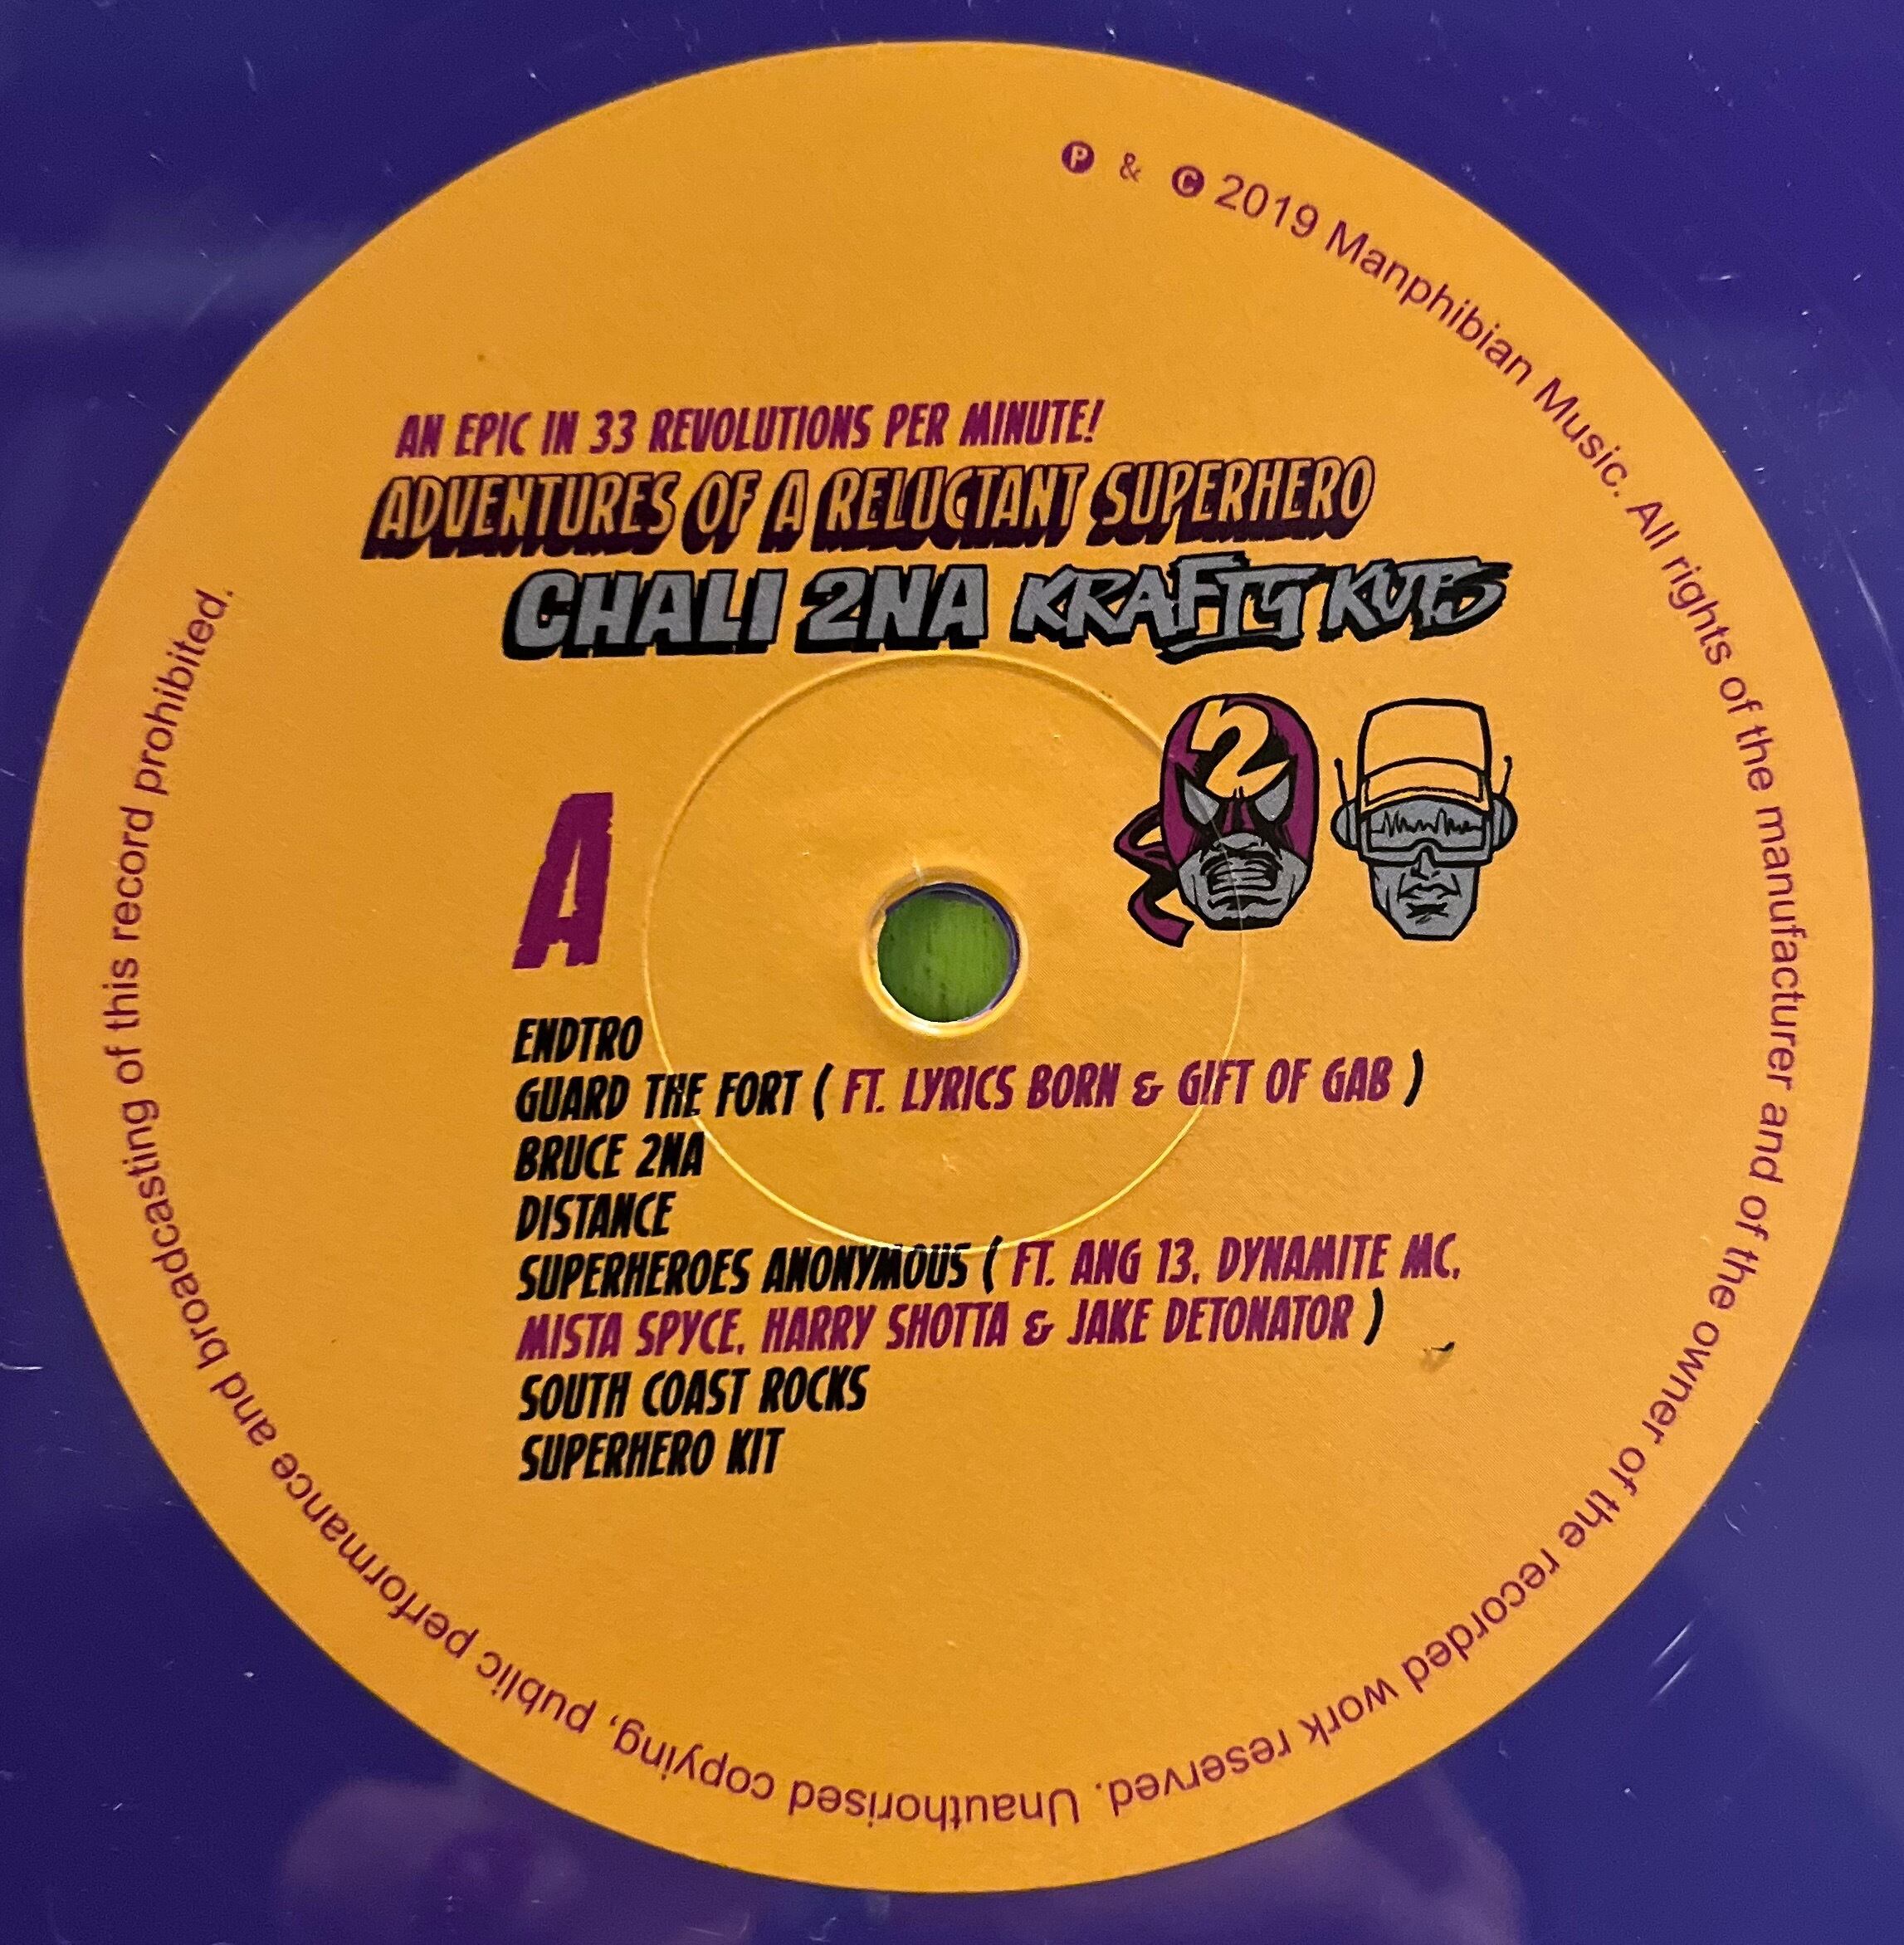 Ⓟ & © 2019 Manphibian Music. All rights of the manufacturer and of the owner of the recorded work reserved. Unauthorised copying, public performance and broadcasting of this record prohibited.
AN EPIC IN 33 REVOLUTIONS PER MINUTE!
ADVENTURES OF A RELUCTANT SUPERHERO
CHALI 2NA KRAFTY KUTS
2
A
ENDTRO
GUARD THE FORT ( FT. LYRICS BORN & GIFT OF GAB )
BRUCE 2NA
DISTANCE
SUPERHEROES ANONYMOUS ( FT. ANG 13, DYNAMITE MC,
MISTA SPYCE, HARRY SHOTTA & JAKE DETONATOR )
SOUTH COAST ROCKS
SUPERHERO KIT